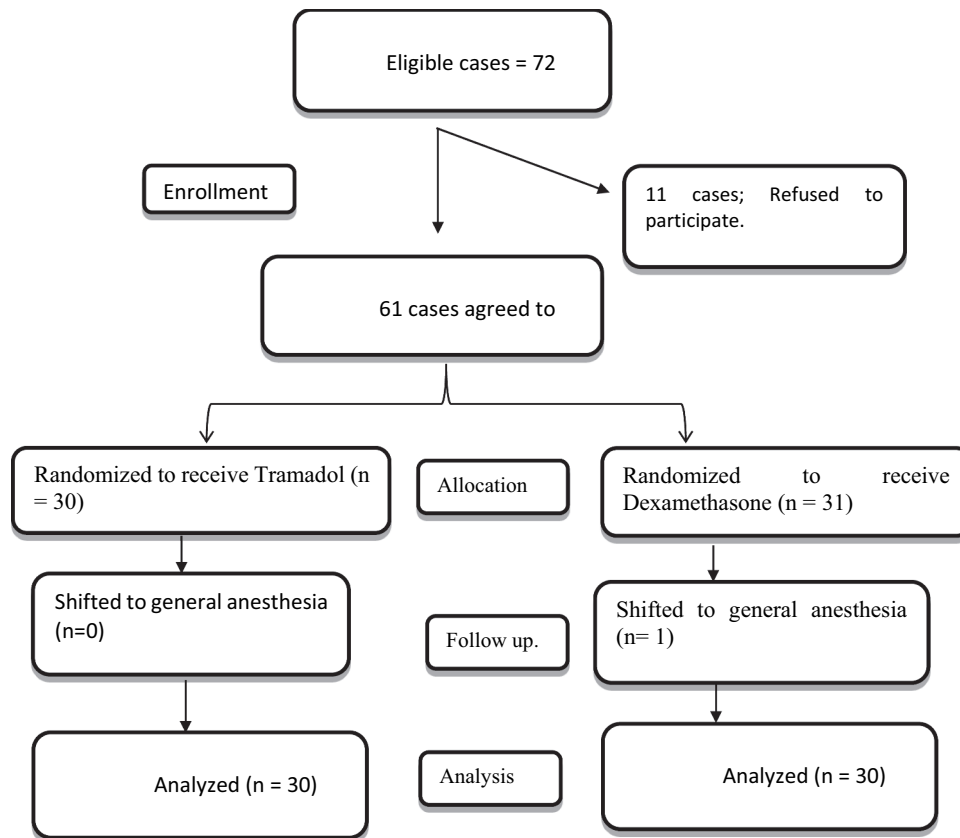 Eligible cases = 72
Enrollment
11 cases; Refused to
participate.
61 cases agreed to
Randomized to receive Tramadol (n
= 30)
Allocation
Randomized to receive
Dexamethasone (n = 31)
Shifted to general anesthesia
(n=0)
Follow up.
Shifted to general anesthesia
(n= 1)
Analyzed (n = 30)
Analysis
Analyzed (n = 30)